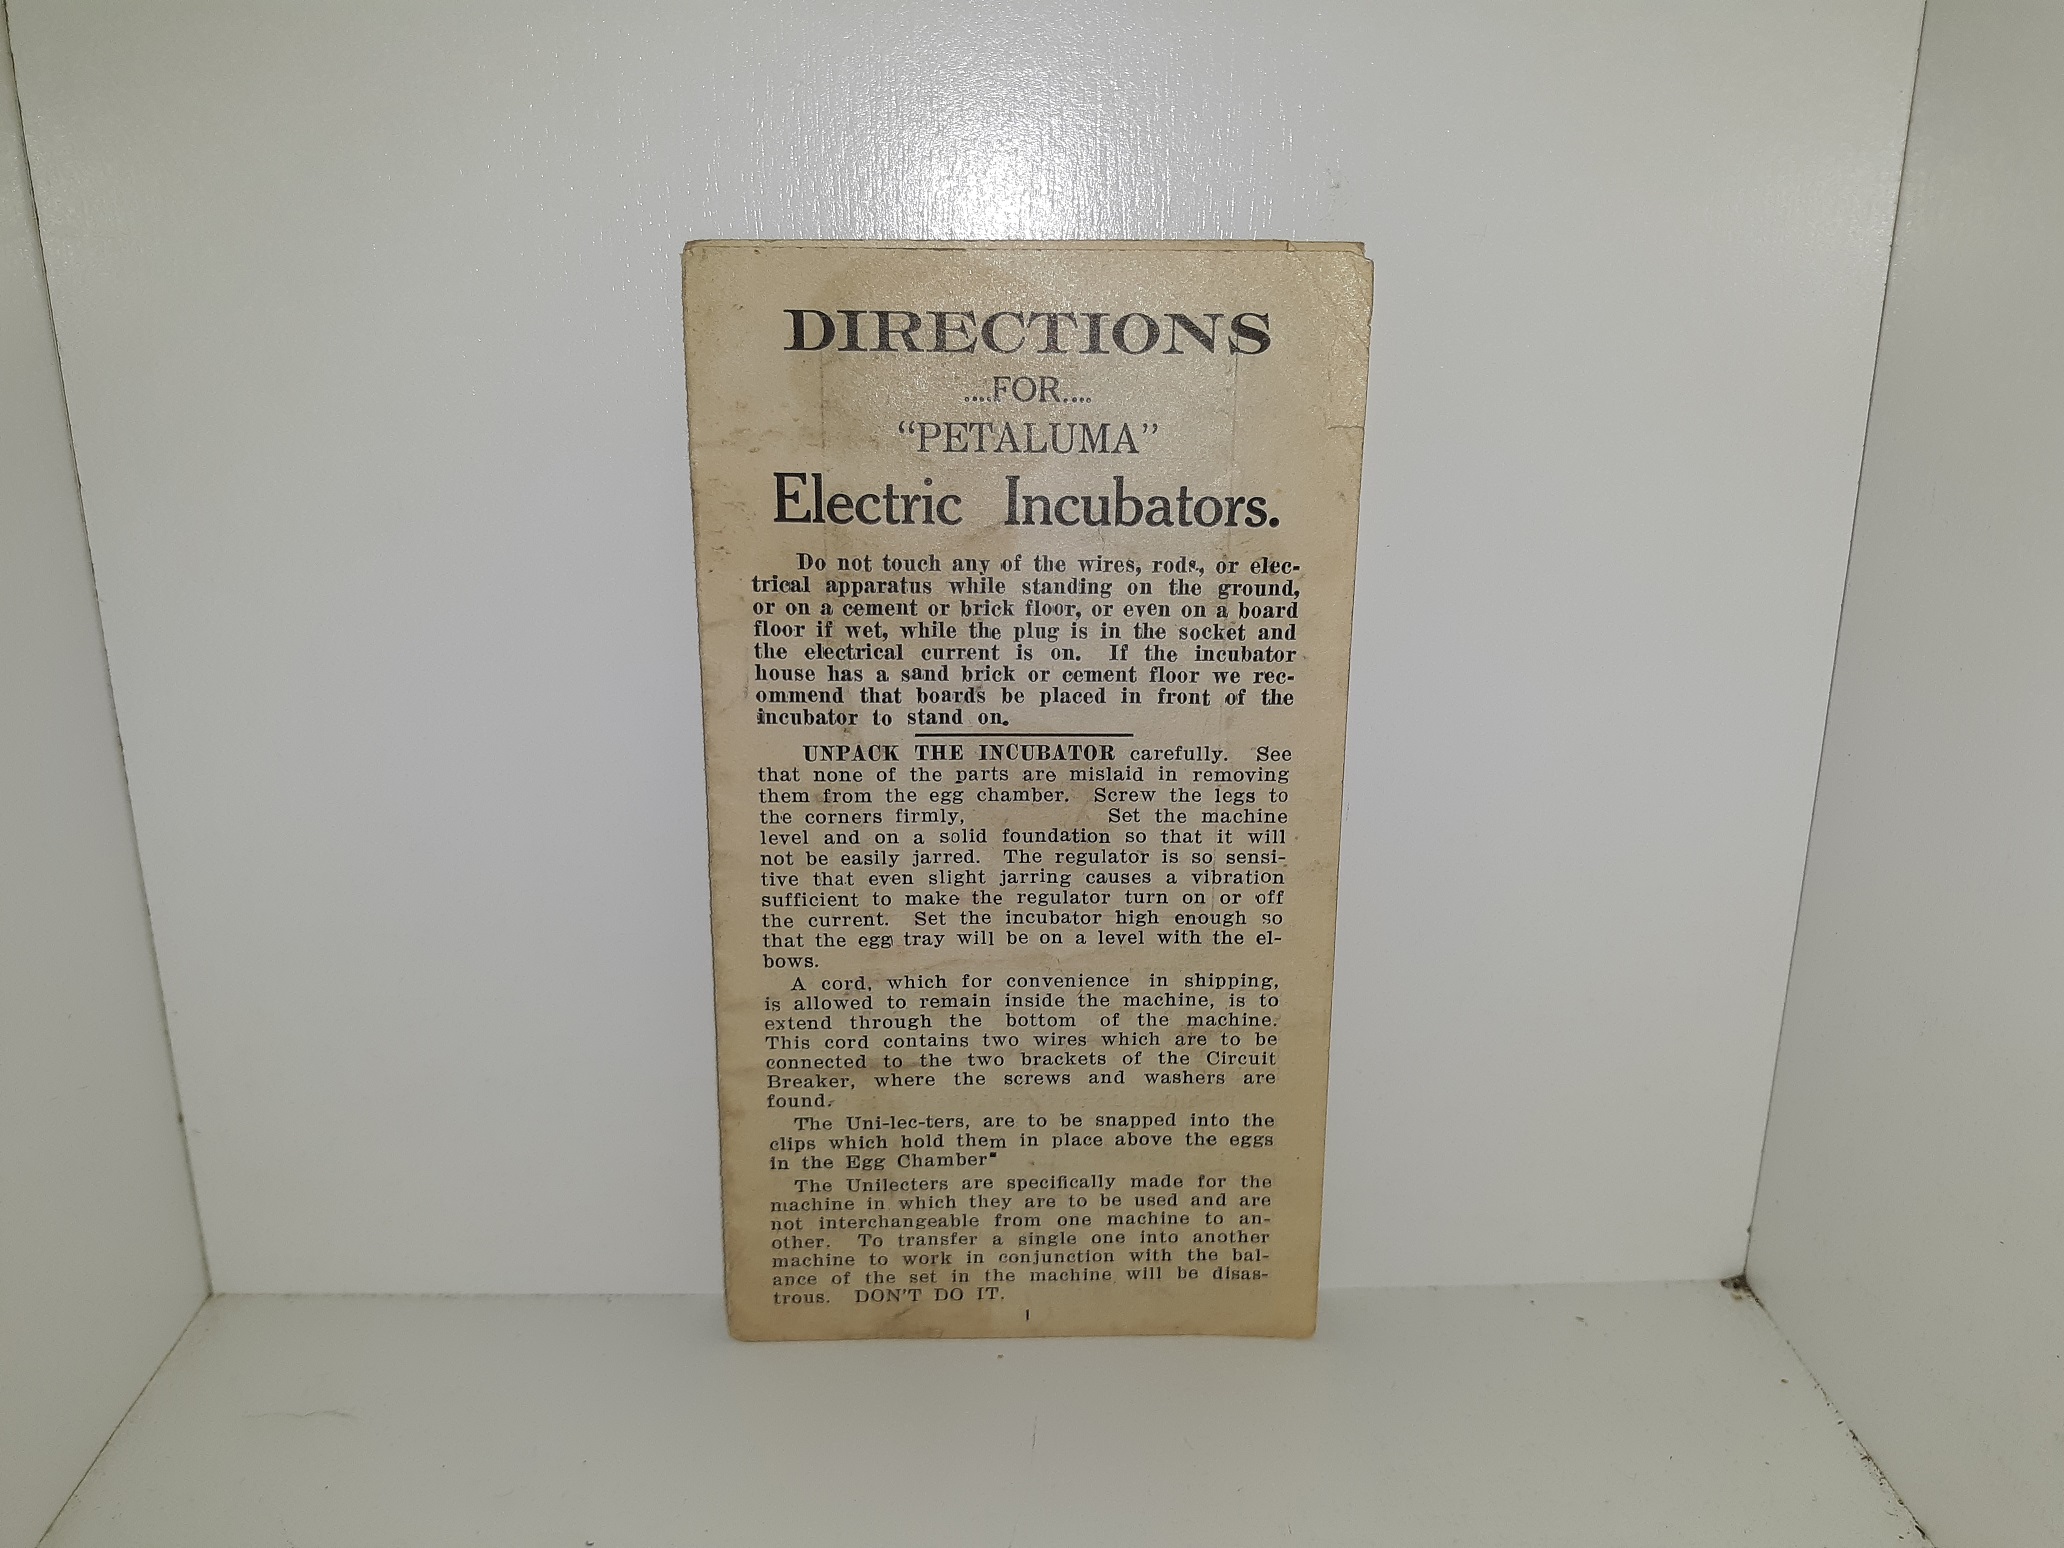 DIRECTIONS
....FOR....
“PETALUMA”
Electric Incubators.
Do not touch any of the wires, rods, or elec-
trical apparatus while standing on the ground,
or on a cement or brick floor, or even on a board
floor if wet, while the plug is in the socket and
the electrical current is on. If the incubator
house has a sand brick or cement floor we rec-
ommend that boards be placed in front of the
incubator to stand on.
UNPACK THE INCUBATOR carefully. See
that none of the parts are mislaid in removing
them from the egg chamber. Screw the legs to
the corners firmly, Set the machine
level and on a solid foundation so that it will
not be easily jarred. The regulator is so sensi-
tive that even slight jarring causes a vibration
sufficient to make the regulator turn on or off
the current. Set the incubator high enough so
that the egg tray will be on a level with the el-
bows.
A cord, which for convenience in shipping,
is allowed to remain inside the machine, is to
extend through the bottom of the machine.
This cord contains two wires which are to be
connected to the two brackets of the Circuit
Breaker, where the screws and washers are
found.
The Uni-lec-ters, are to be snapped into the
clips which hold them in place above the eggs
in the Egg Chamber"
The Unilecters are specifically made for the
machine in which they are to be used and are
not interchangeable from one machine to an-
other. To transfer a single one into another
machine to work in conjunction with the bal-
ance of the set in the machine will be disas-
trous. DON'T DO IT.
1